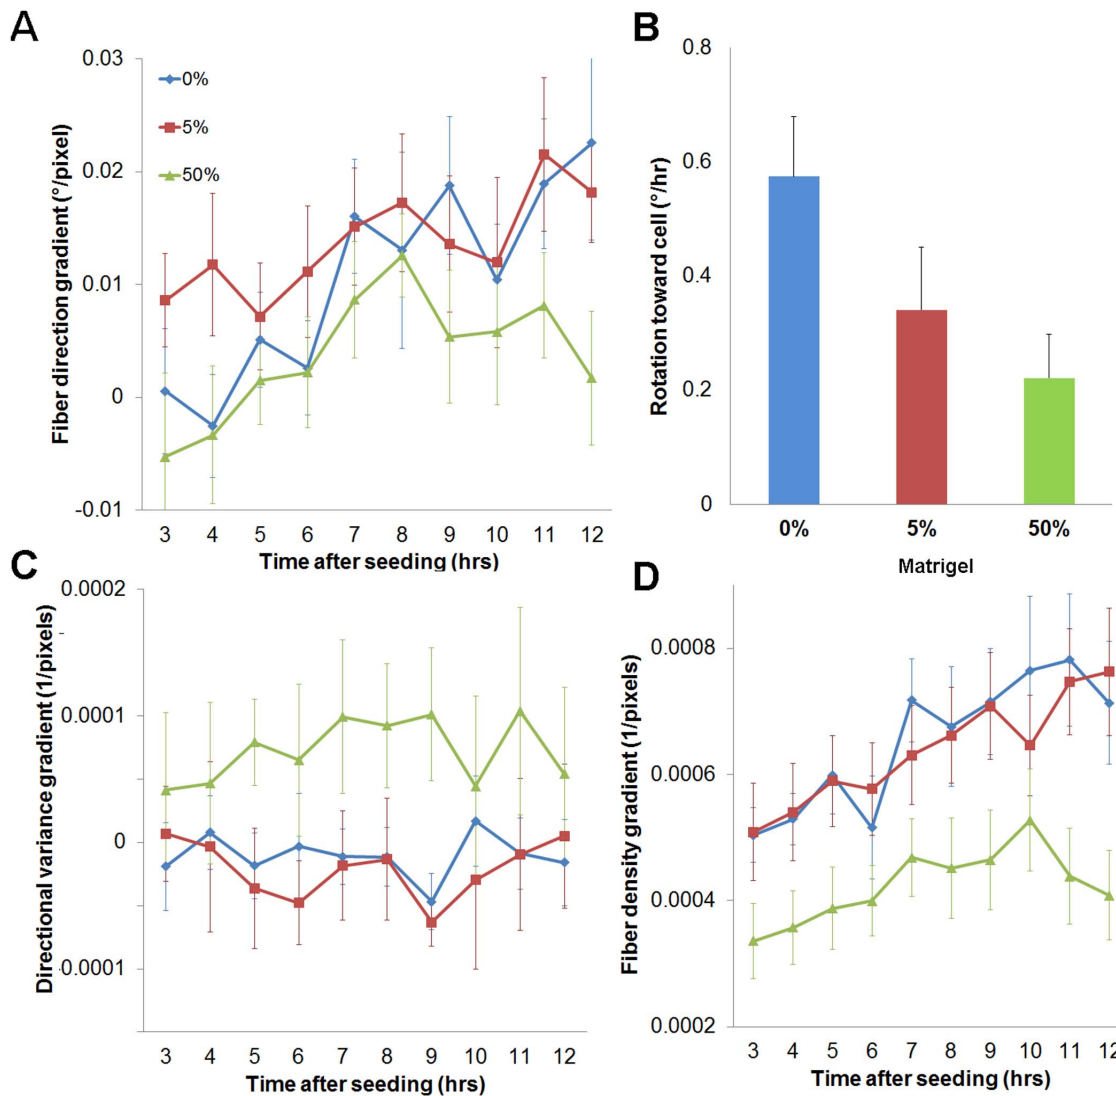 A
Fiber direction gradient (°/pixel)
0.03
0.02
0.01
0
-0.01
0%
5%
50%
3 4 5 6 7 8 9 10 11 12
Time after seeding (hrs)
B
Rotation toward cell (°/hr)
0.8
0.6
0.4
0.2
0
0% 5% 50%
Matrigel
C
Directional variance gradient (1/pixels)
0.0002
0.0001
0
-0.0001
3 4 5 6 7 8 9 10 11 12
Time after seeding (hrs)
D
Fiber density gradient (1/pixels)
0.0008
0.0006
0.0004
0.0002
3 4 5 6 7 8 9 10 11 12
Time after seeding (hrs)